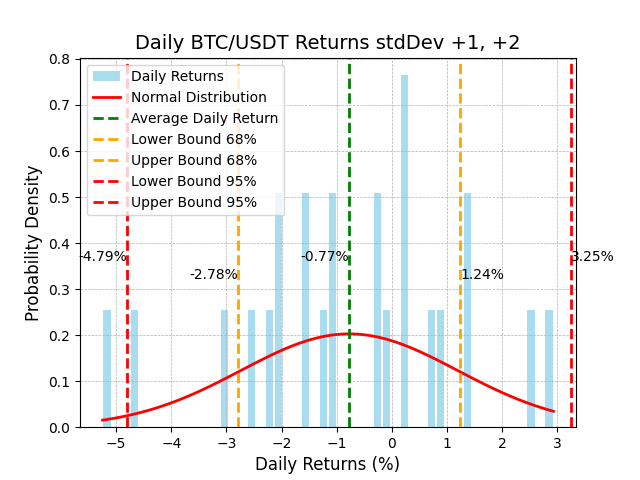 Daily BTC/USDT Returns stdDev +1, +2
Probability Density
0.8
0.7
0.6
0.5
0.4
0.3
0.2
0.1
0.0
Daily Returns
Normal Distribution
Average Daily Return
Lower Bound 68%
Upper Bound 68%
Lower Bound 95%
Upper Bound 95%
-4.79%
-2.78%
-0.77%
1.24%
3.25%
−5 −4 −3 −2 −1 0 1 2 3
Daily Returns (%)